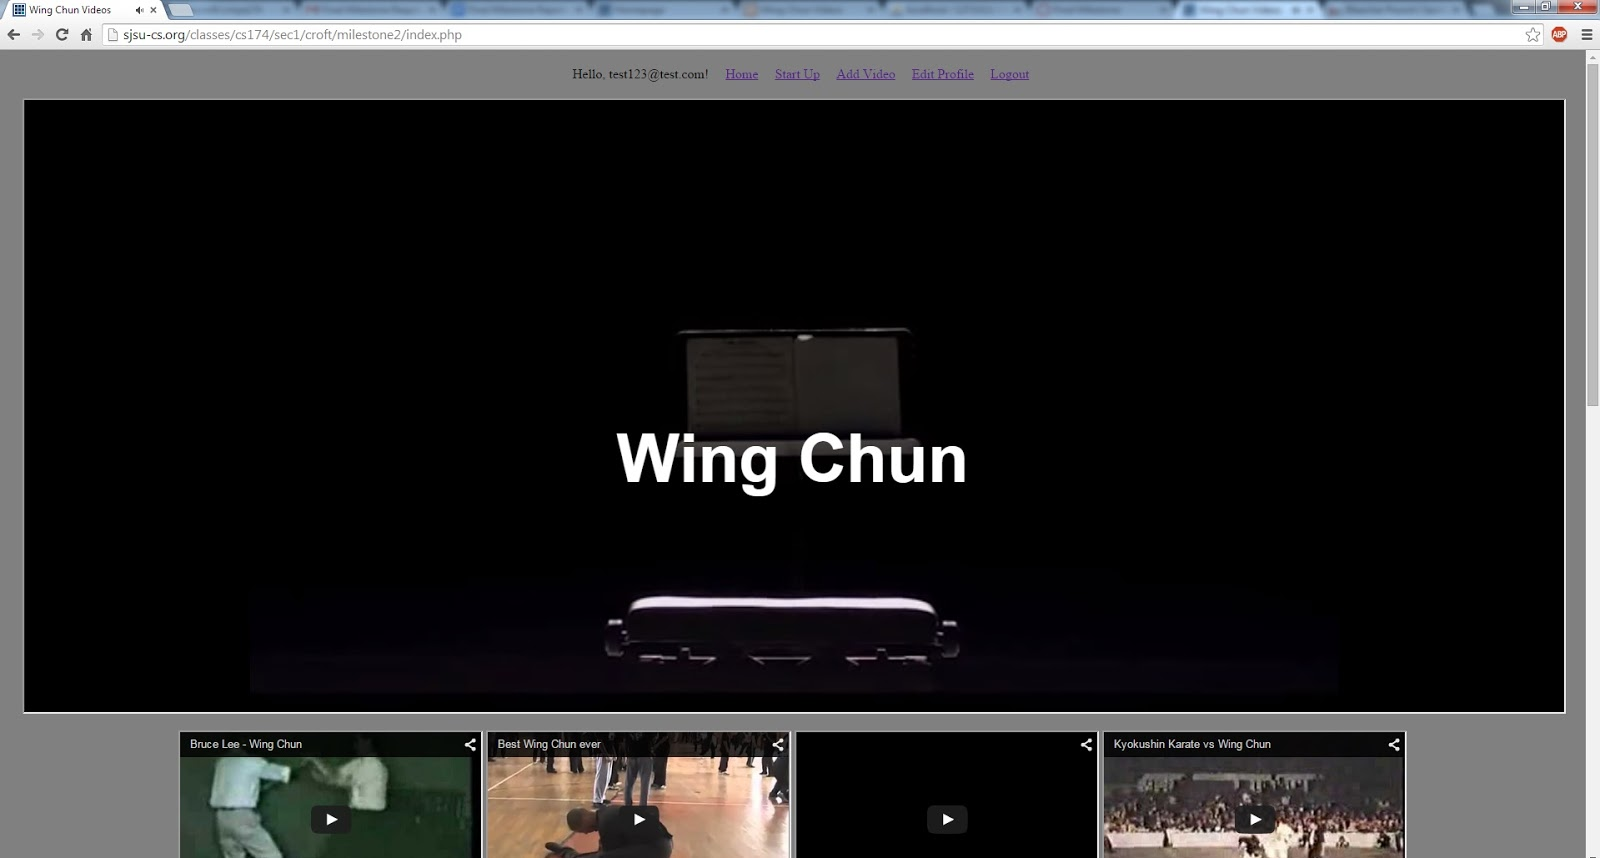 Wing Chun Videos
sjsu-cs.org/classes/cs174/sec1/croft/milestone2/index.php
ABP
Hello, test123@test.com! Home Start Up Add Video Edit Profile Logout
Wing Chun
Bruce Lee - Wing Chun
Best Wing Chun ever
Kyokushin Karate vs Wing Chun